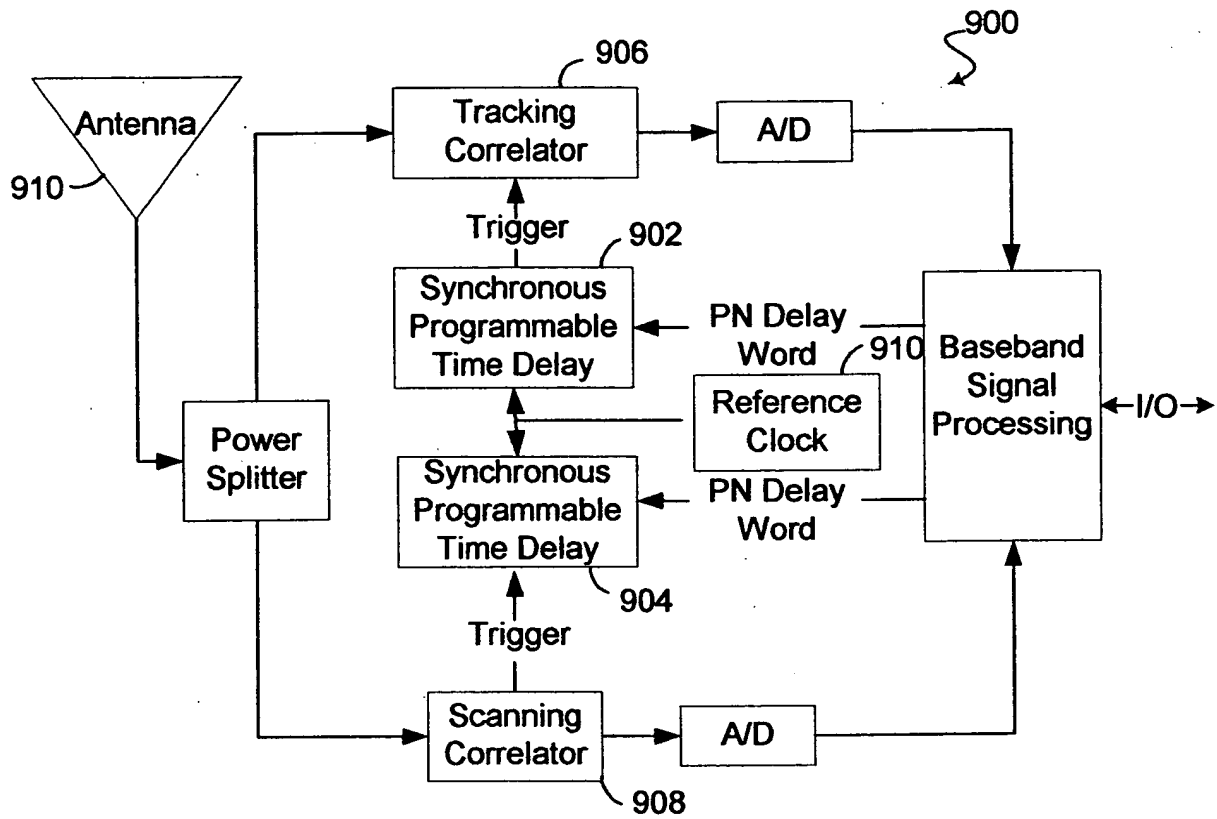 900
906
Antenna
910
Tracking
Correlator
A/D
Trigger
902
Synchronous
Programmable
Time Delay
PN Delay
Word
910
Reference
Clock
Baseband
Signal
Processing
I/O
Power
Splitter
Synchronous
Programmable
Time Delay
PN Delay
Word
904
Trigger
Scanning
Correlator
A/D
908